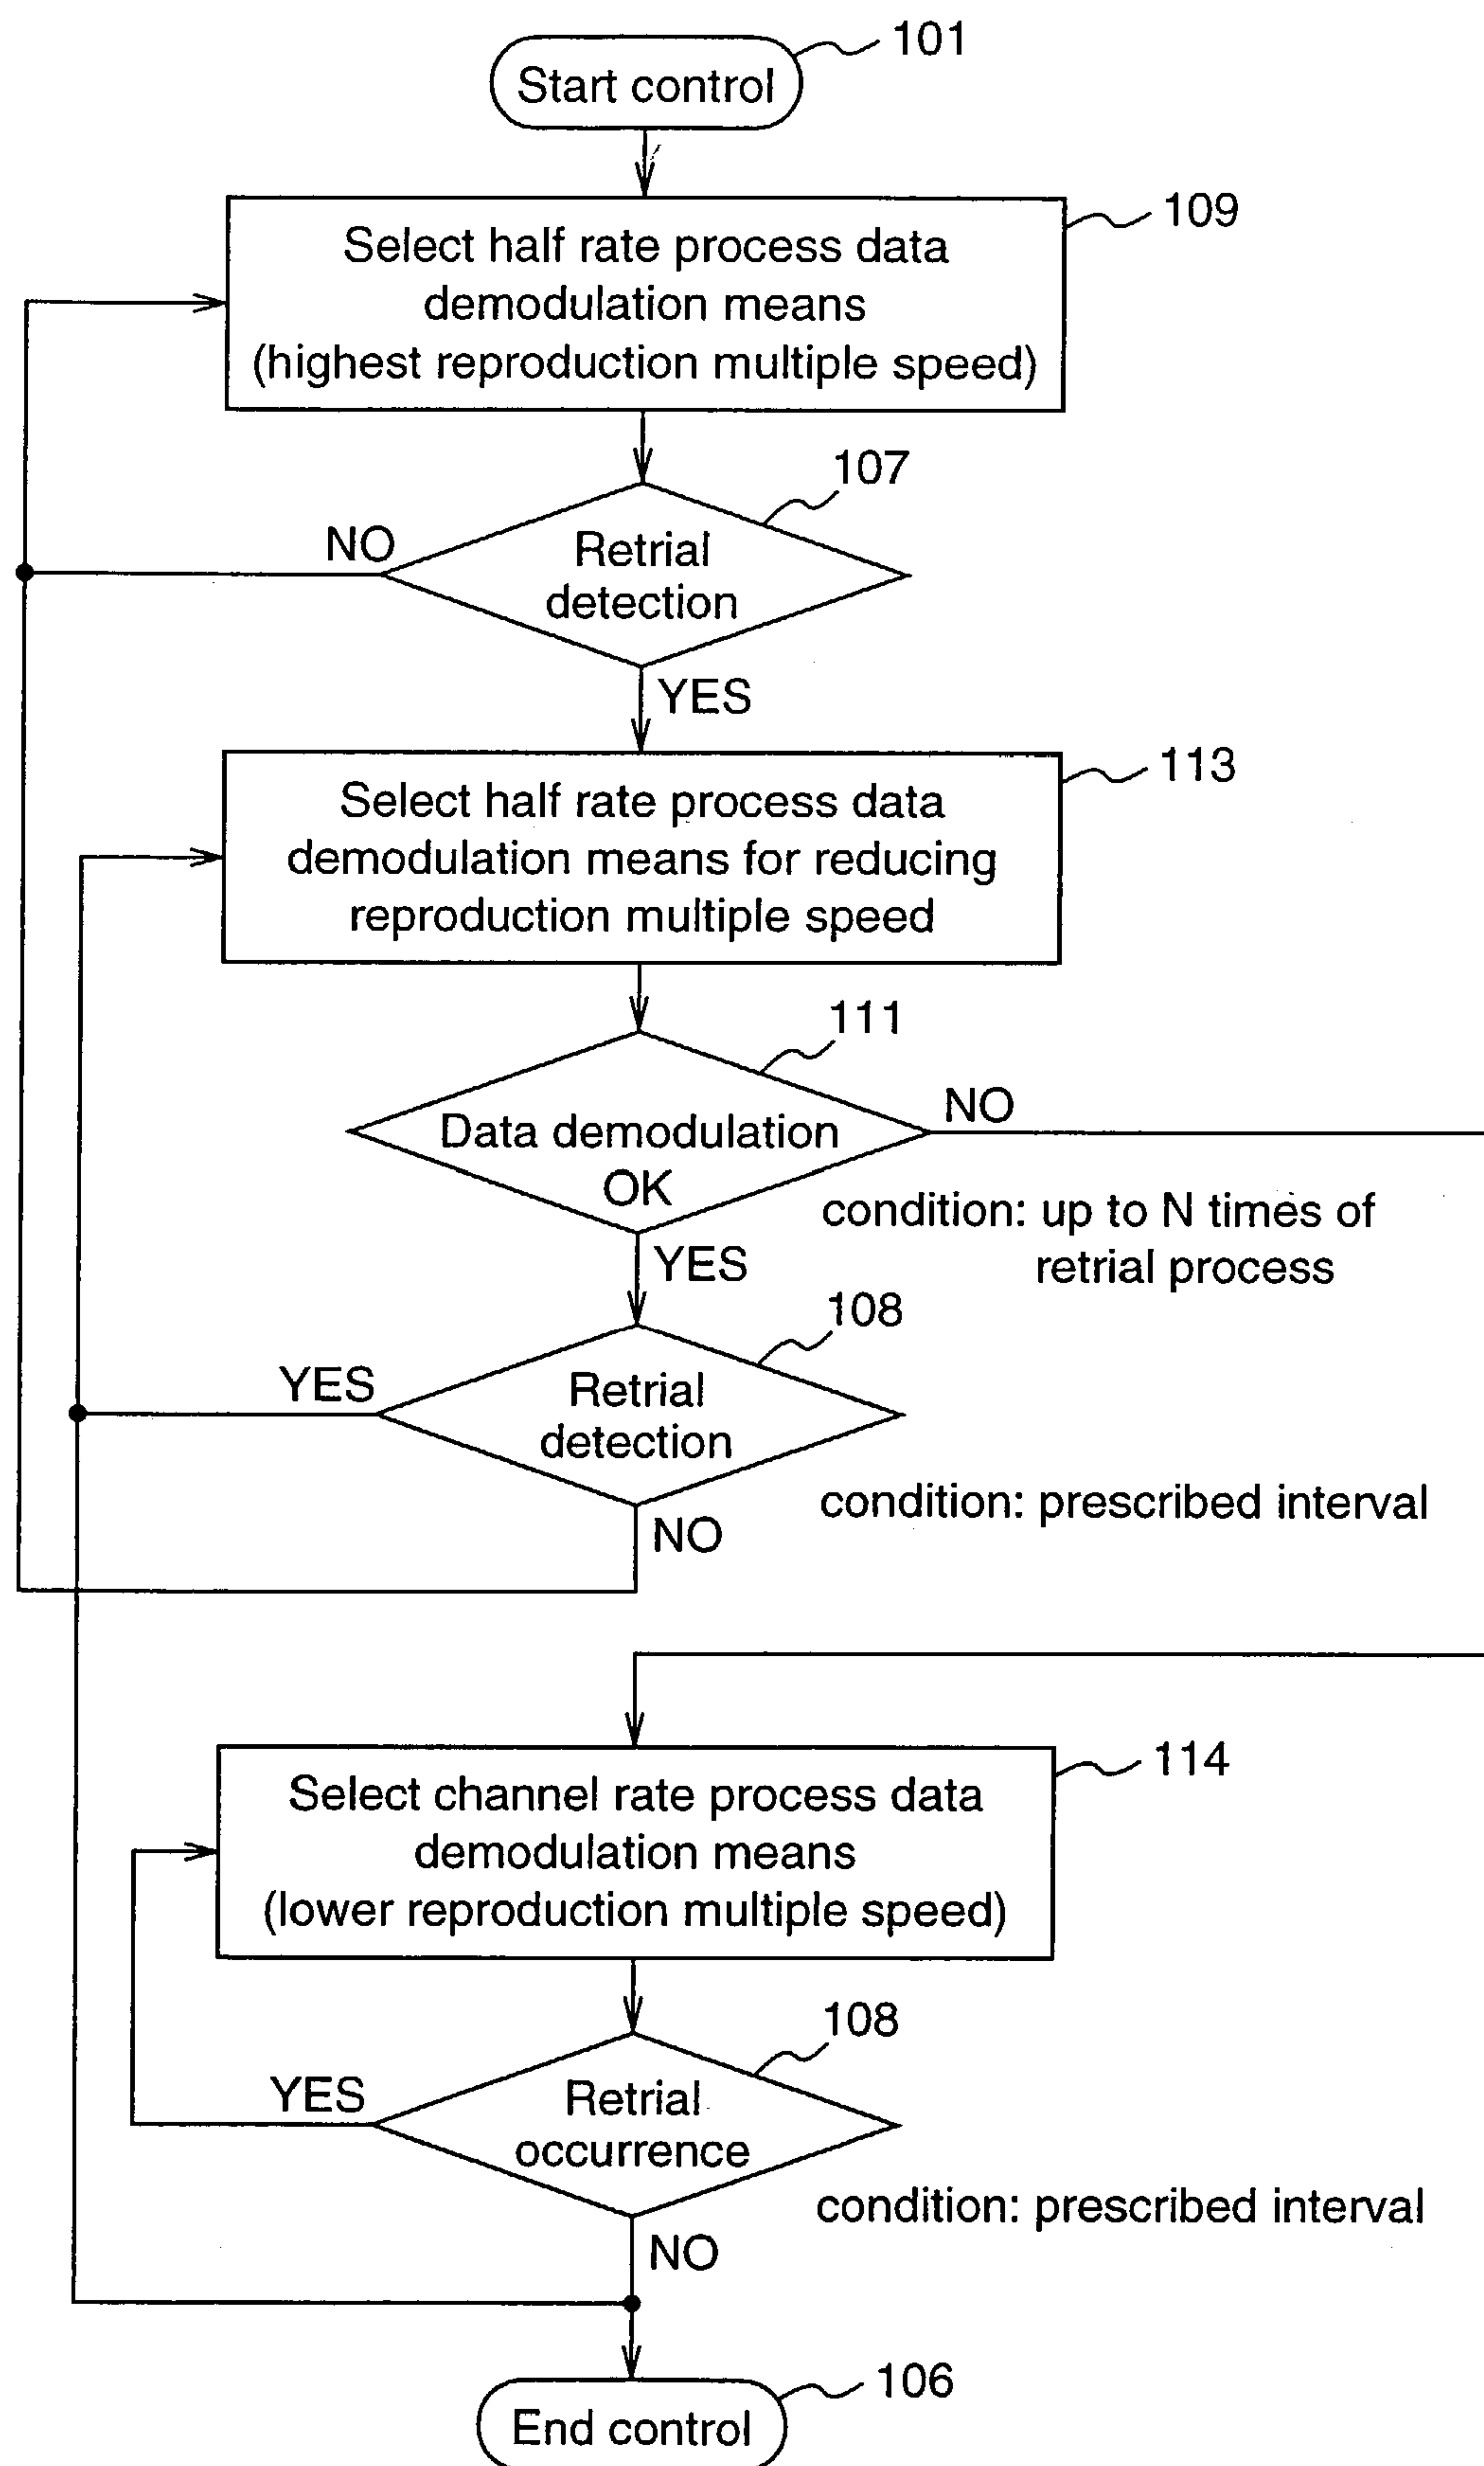 101
Start control
109
Select half rate process data
demodulation means
(highest reproduction multiple speed)
107
NO
Retrial
detection
YES
113
Select half rate process data
demodulation means for reducing
reproduction multiple speed
111
NO
Data demodulation
OK
condition: up to N times of
retrial process
YES
108
YES
Retrial
detection
condition: prescribed interval
NO
114
Select channel rate process data
demodulation means
(lower reproduction multiple speed)
108
YES
Retrial
occurrence
condition: prescribed interval
NO
106
End control